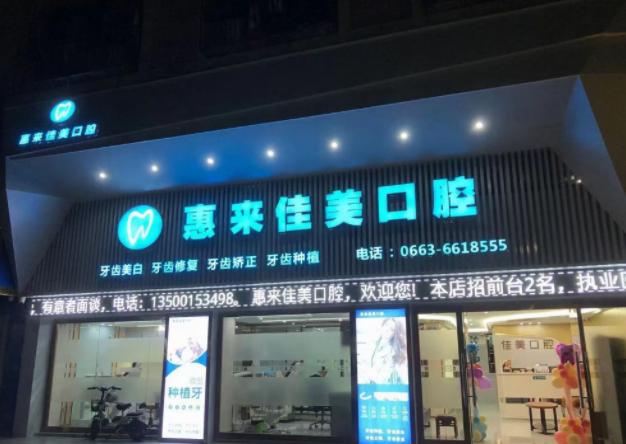 惠来佳美口腔
惠来佳美口腔
牙齿美白 牙齿修复 牙齿矫正 牙齿种植
电话:0663-6618555
,有意者面谈,电话:13500153498。惠来佳美口腔,欢迎您!本店招前台2名,执业医
种植牙
佳美口腔